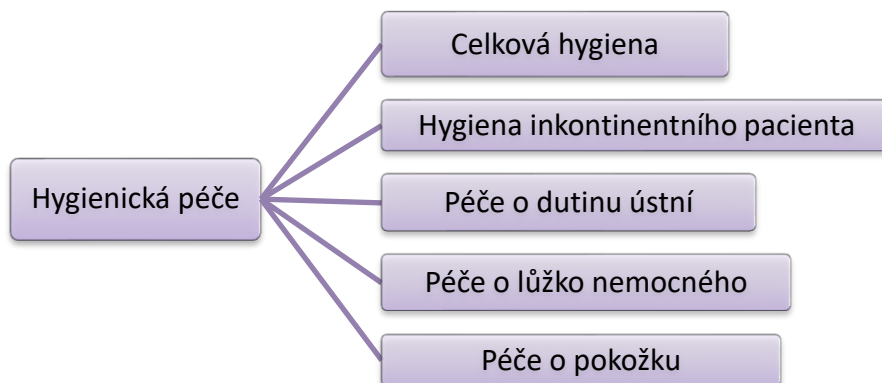 Hygienická péče
Celková hygiena
Hygiena inkontinentního pacienta
Péče o dutinu ústní
Péče o lůžko nemocného
Péče o pokožku